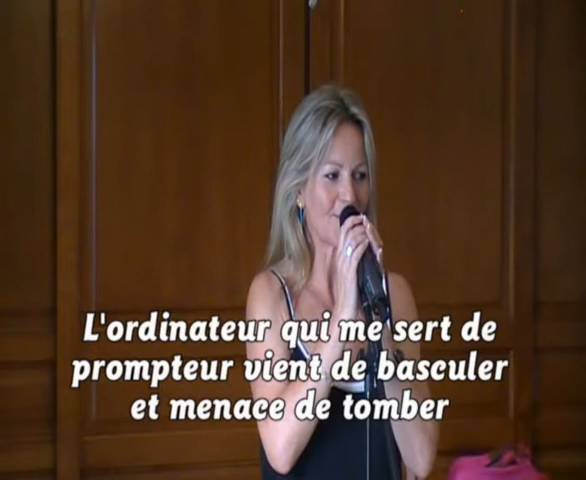 L'ordinateur qui me sert de
prompteur vient de basculer
et menace de tomber